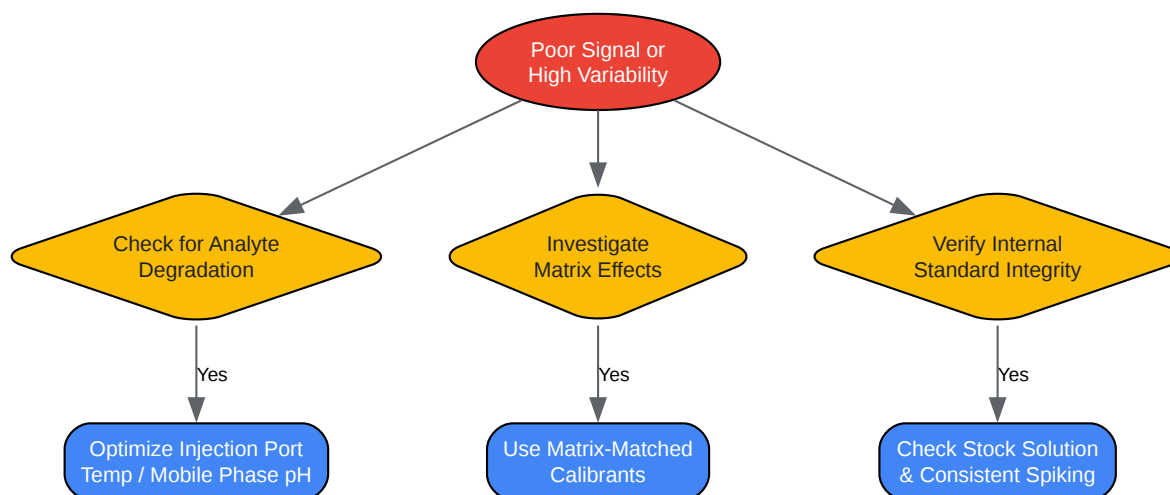 Poor Signal or
High Variability
Check for Analyte
Degradation
Investigate
Matrix Effects
Verify Internal
Standard Integrity
Yes
Yes
Yes
Optimize Injection Port
Temp / Mobile Phase pH
Use Matrix-Matched
Calibrants
Check Stock Solution
& Consistent Spiking